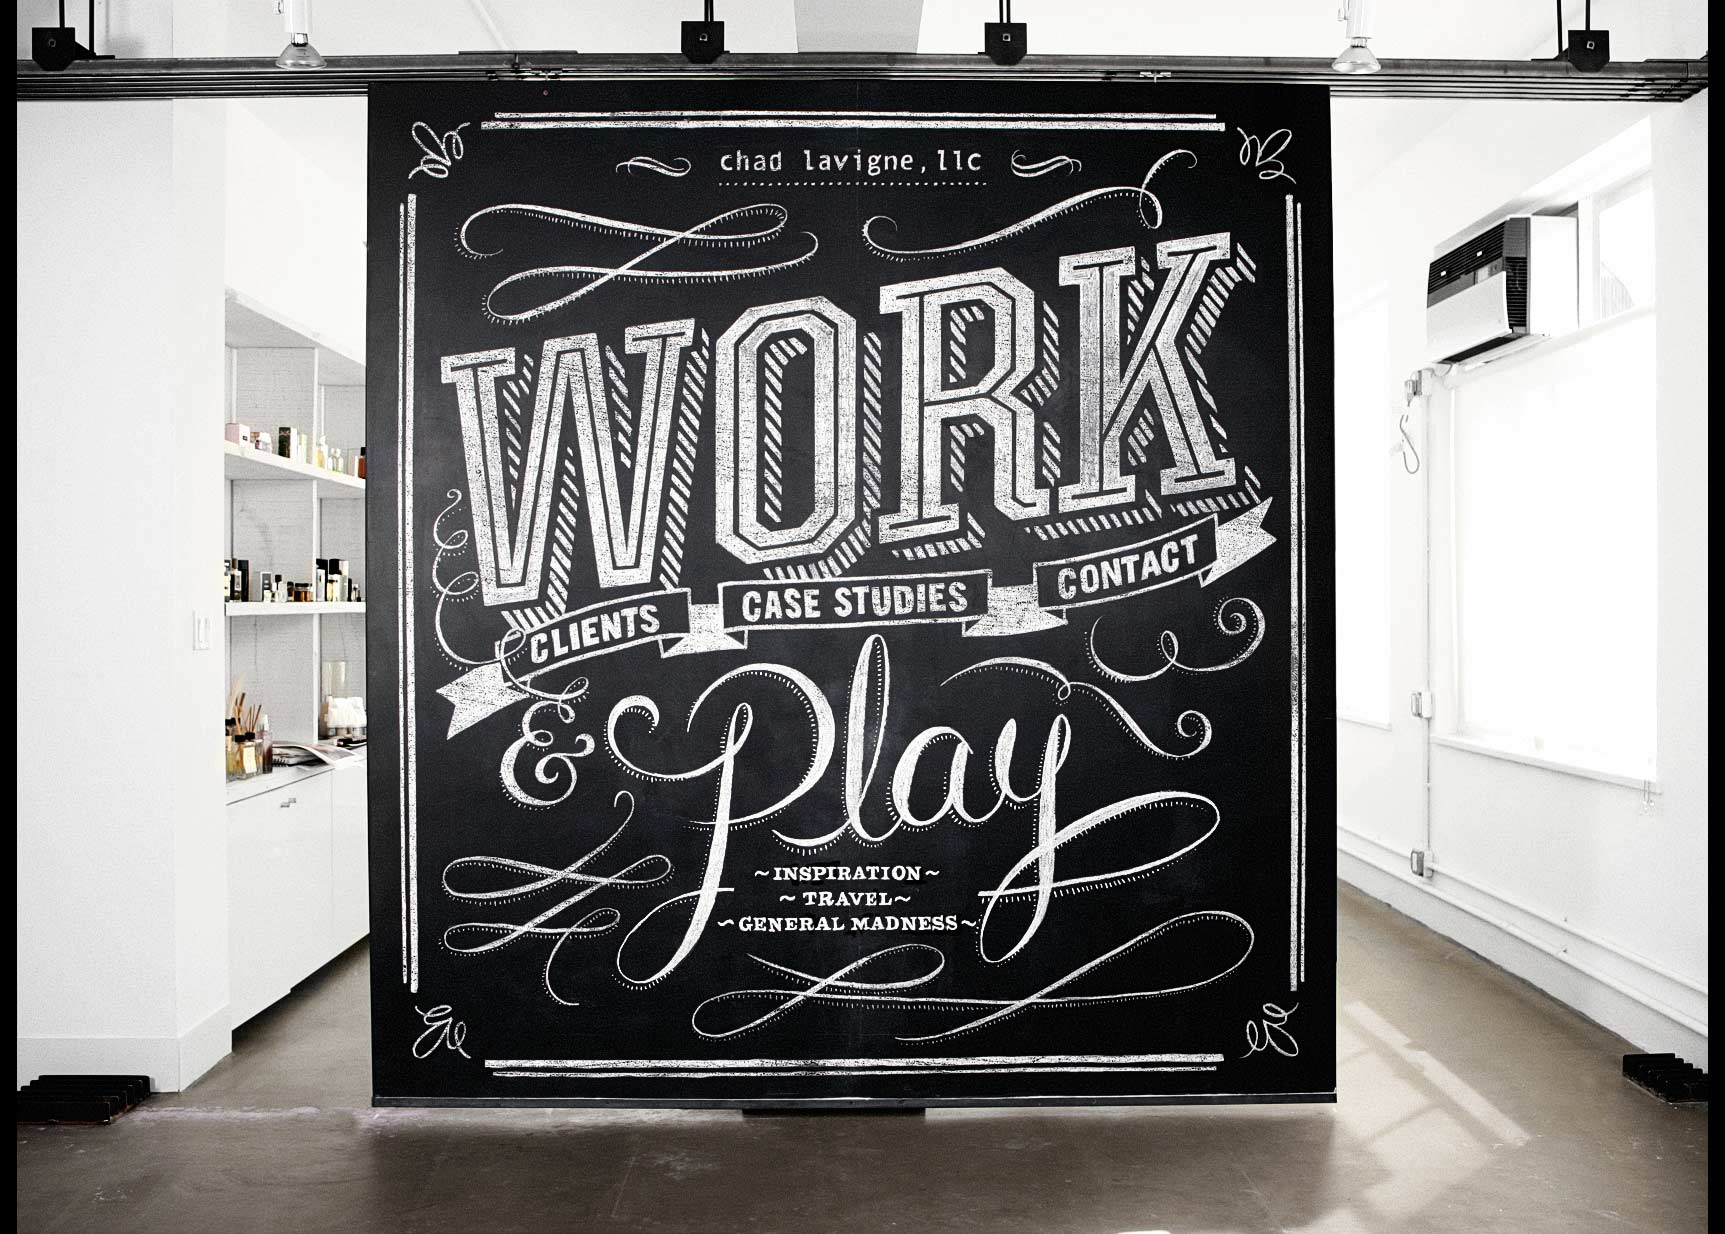 chad lavigne, llc
WORK
CLIENTS CASE STUDIES CONTACT
& Play
~INSPIRATION~
~TRAVEL~
~GENERAL MADNESS~